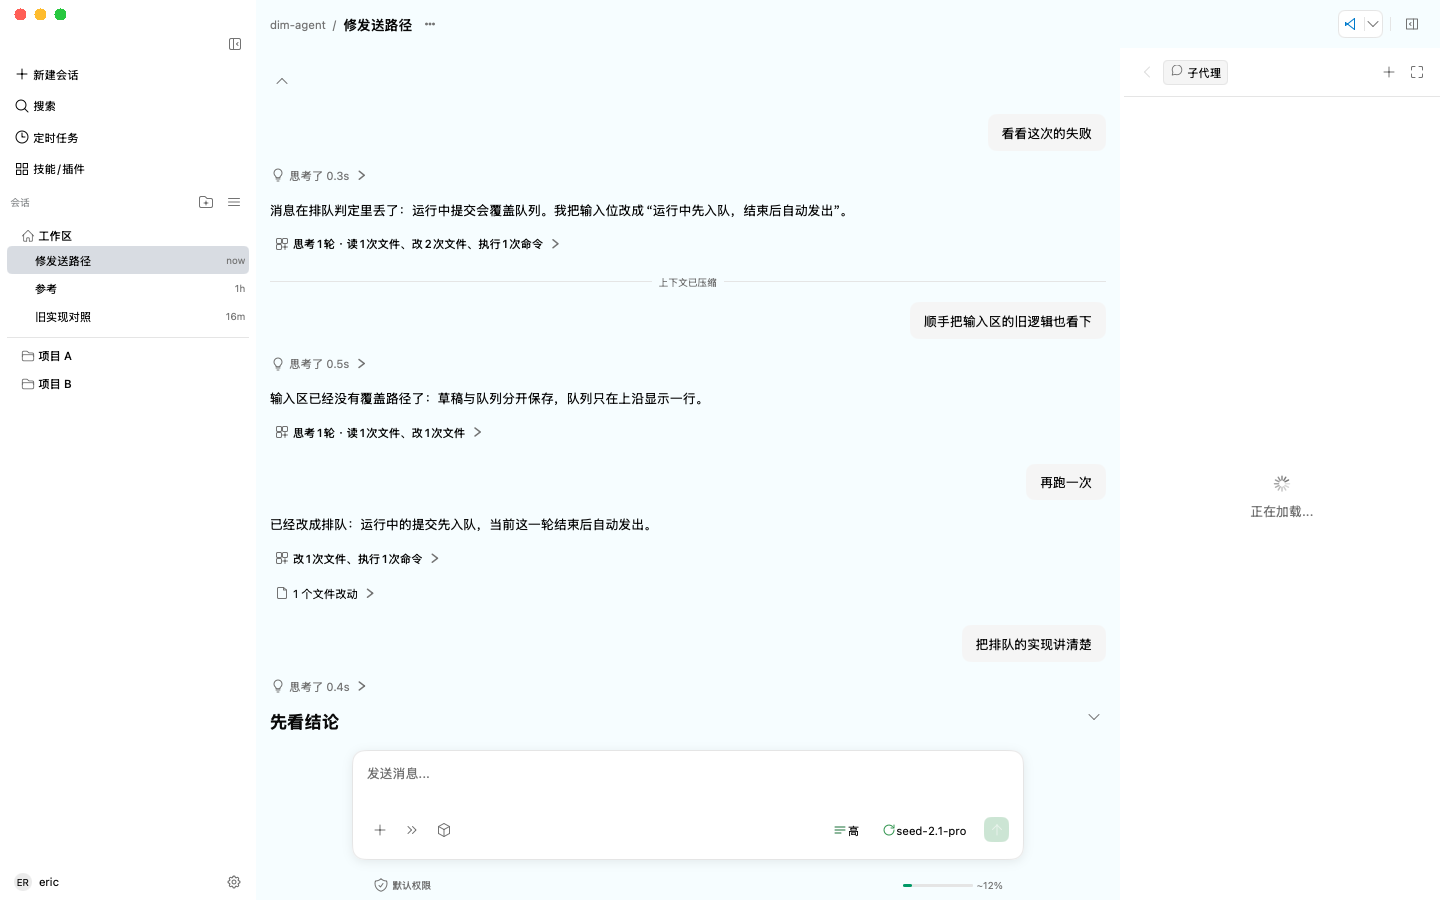 新建会话
搜索
定时任务
技能/插件
会话
工作区
修发送路径 now
参考 1h
旧实现对照 16m
项目 A
项目 B
ER eric
dim-agent / 修发送路径 ···
看看这次的失败
思考了 0.3s
消息在排队判定里丢了：运行中提交会覆盖队列。我把输入位改成“运行中先入队，结束后自动发出”。
思考1轮 · 读1次文件、改2次文件、执行1次命令
上下文已压缩
顺手把输入区的旧逻辑也看下
思考了 0.5s
输入区已经没有覆盖路径了：草稿与队列分开保存，队列只在上沿显示一行。
思考1轮 · 读1次文件、改1次文件
再跑一次
已经改成排队：运行中的提交先入队，当前这一轮结束后自动发出。
改1次文件、执行1次命令
1 个文件改动
把排队的实现讲清楚
思考了 0.4s
先看结论
发送消息...
高 seed-2.1-pro
默认权限 ~12%
子代理
正在加载...